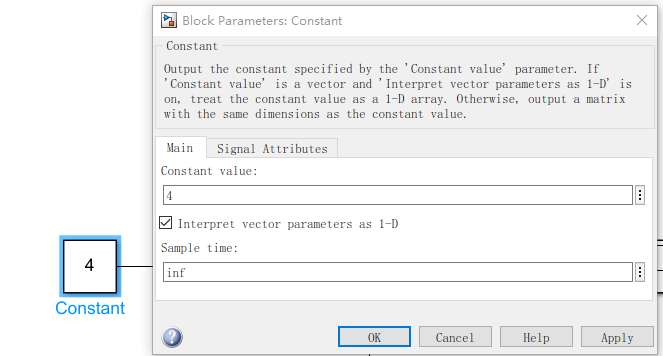 Block Parameters: Constant
Constant
Output the constant specified by the 'Constant value' parameter. If
'Constant value' is a vector and 'Interpret vector parameters as 1-D' is
on, treat the constant value as a 1-D array. Otherwise, output a matrix
with the same dimensions as the constant value.
Main Signal Attributes
Constant value:
4
Interpret vector parameters as 1-D
Sample time:
inf
4
Constant
? OK Cancel Help Apply